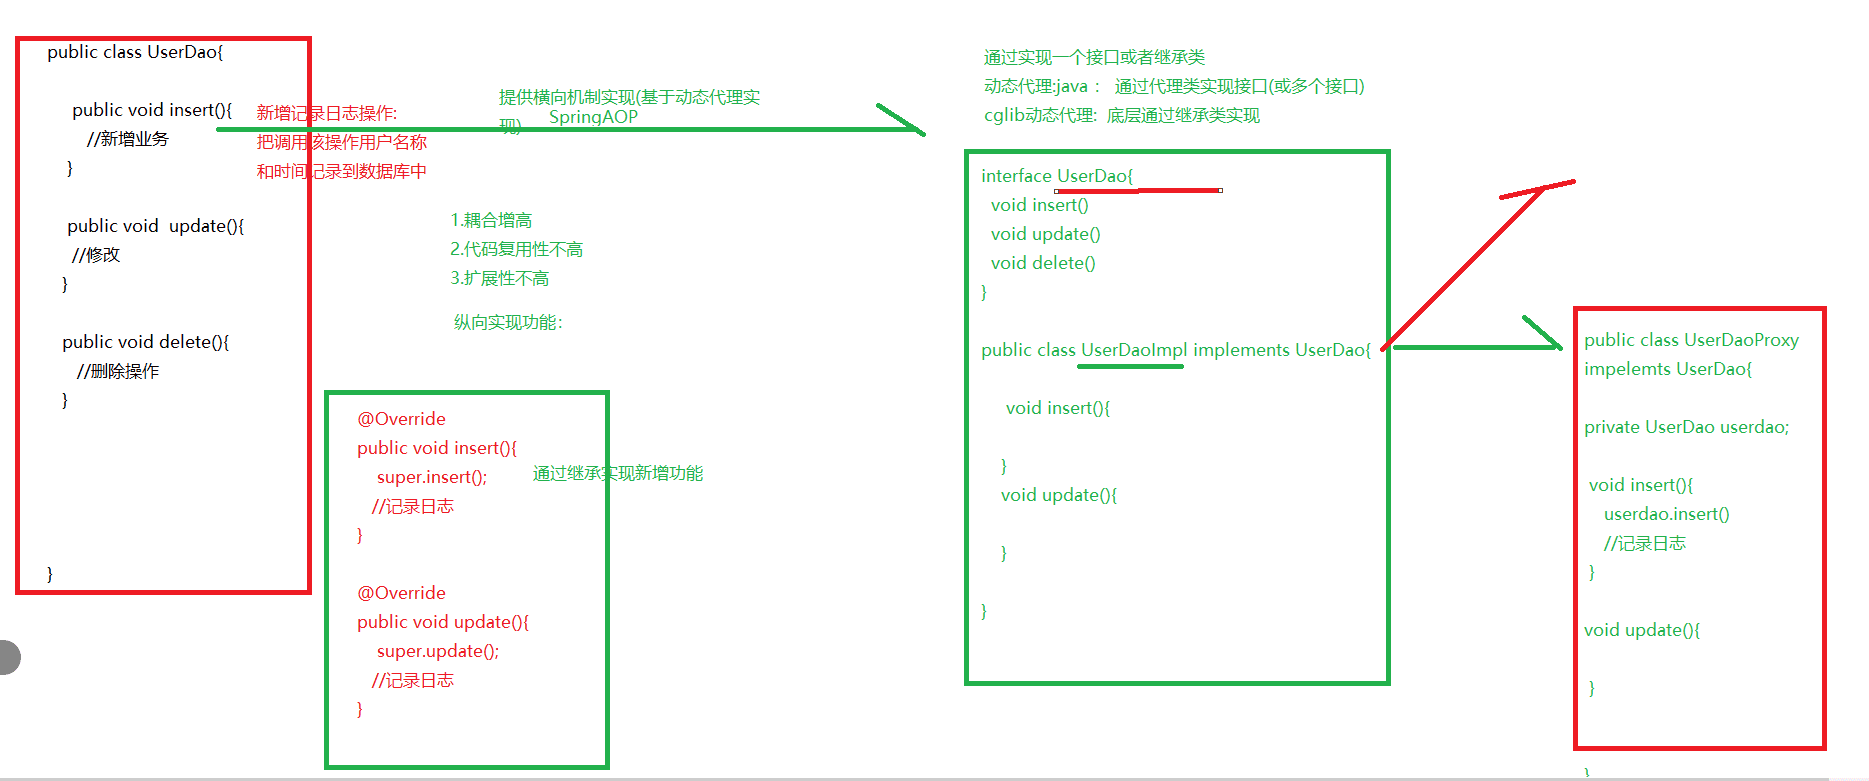 public class UserDao{
public void insert(){
//新增业务
}
public void  update(){
//修改
}
public void delete(){
//删除操作
}
}
新增记录日志操作:
把调用该操作用户名称
和时间记录到数据库中
提供横向机制实现(基于动态代理实
现)
SpringAOP
1.耦合增高
2.代码复用性不高
3.扩展性不高
纵向实现功能：
@Override
public void insert(){
super.insert();
//记录日志
}
@Override
public void update(){
super.update();
//记录日志
}
通过继承实现新增功能
通过实现一个接口或者继承类
动态代理:java： 通过代理类实现接口(或多个接口)
cglib动态代理: 底层通过继承类实现
interface UserDao{
void insert()
void update()
void delete()
}
public class UserDaoImpl implements UserDao{
void insert(){
}
void update(){
}
}
public class UserDaoProxy
impelemts UserDao{
private UserDao userdao;
void insert(){
userdao.insert()
//记录日志
}
void update(){
}
}